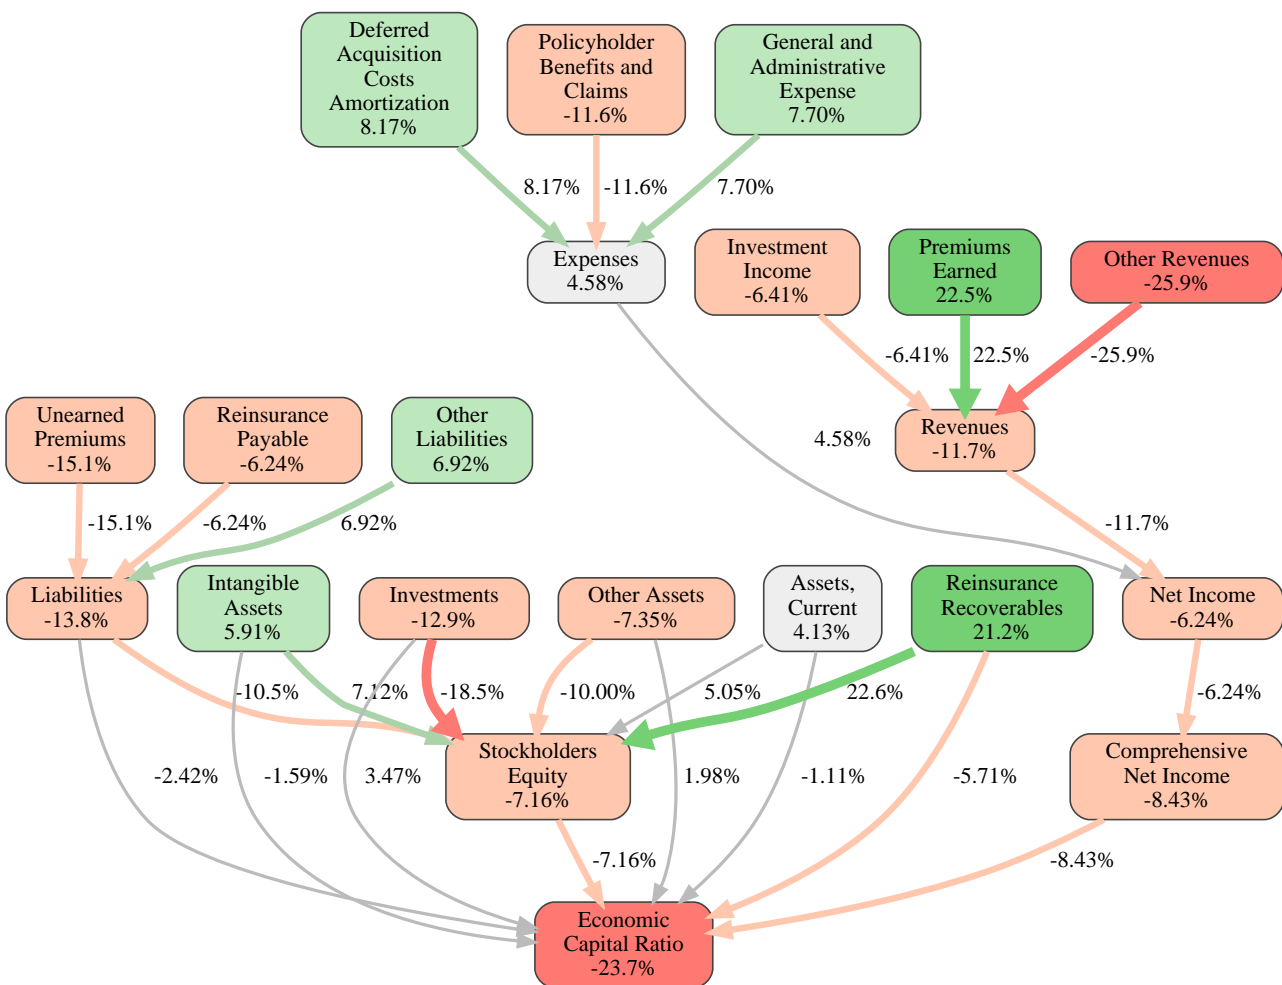 Deferred
Acquisition
Costs
Amortization
8.17%
Policyholder
Benefits and
Claims
-11.6%
General and
Administrative
Expense
7.70%
8.17%
-11.6%
7.70%
Expenses
4.58%
Investment
Income
-6.41%
Premiums
Earned
22.5%
Other Revenues
-25.9%
-6.41%
22.5%
-25.9%
Unearned
Premiums
-15.1%
Reinsurance
Payable
-6.24%
Other
Liabilities
6.92%
4.58%
Revenues
-11.7%
-15.1%
-6.24%
6.92%
-11.7%
Liabilities
-13.8%
Intangible
Assets
5.91%
Investments
-12.9%
Other Assets
-7.35%
Assets,
Current
4.13%
Reinsurance
Recoverables
21.2%
Net Income
-6.24%
-10.5%
7.12%
-18.5%
-10.00%
5.05%
22.6%
-6.24%
Stockholders
Equity
-7.16%
Comprehensive
Net Income
-8.43%
-2.42%
-1.59%
3.47%
1.98%
-1.11%
-5.71%
-7.16%
-8.43%
Economic
Capital Ratio
-23.7%